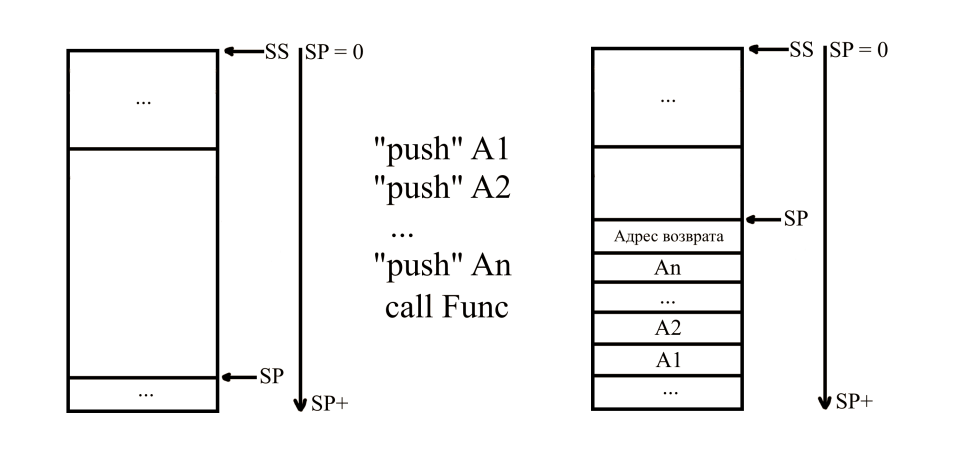 SS SP = 0
...
"push" A1
"push" A2
...
"push" An
call Func
SP
...
SP+
SS SP = 0
...
SP
Адрес возврата
An
...
A2
A1
...
SP+